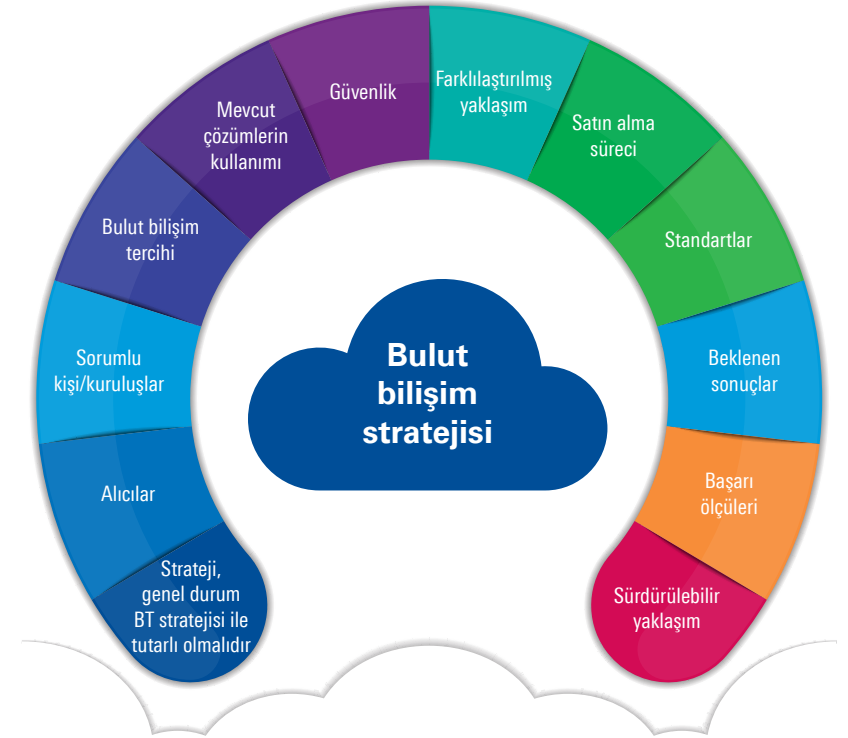 Strateji,
genel durum
BT stratejisi ile
tutarlı olmalıdır
Alıcılar
Sorumlu
kişi/kuruluşlar
Bulut bilişim
tercihi
Mevcut
çözümlerin
kullanımı
Güvenlik
Farklılaştırılmış
yaklaşım
Satın alma
süreci
Standartlar
Beklenen
sonuçlar
Başarı
ölçüleri
Sürdürülebilir
yaklaşım
Bulut
bilişim
stratejisi